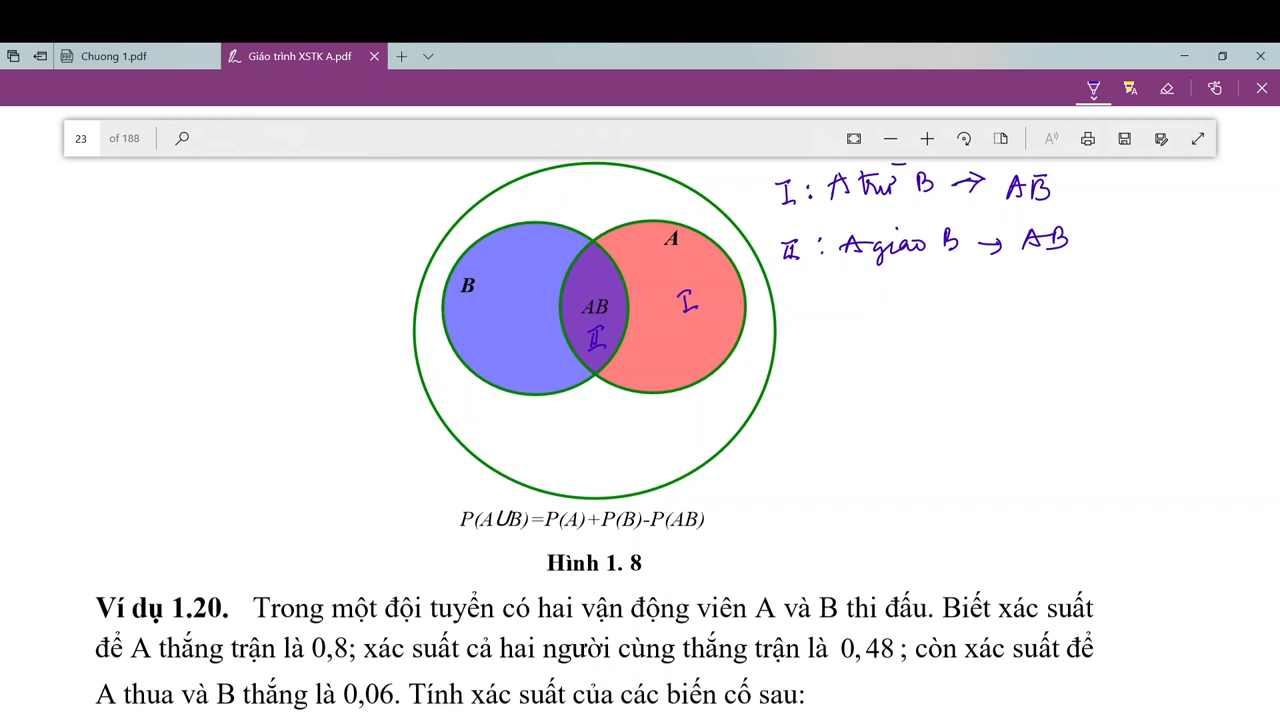 Chuong 1.pdf
Giáo trình XSTK A.pdf
23 of 188
I : A trừ B → AB̄
II : A giao B → AB
A
B
AB
I
II
P(A∪B)=P(A)+P(B)-P(AB)
Hình 1. 8
Ví dụ 1.20. Trong một đội tuyển có hai vận động viên A và B thi đấu. Biết xác suất
để A thắng trận là 0,8; xác suất cả hai người cùng thắng trận là 0,48; còn xác suất để
A thua và B thắng là 0,06. Tính xác suất của các biến cố sau: